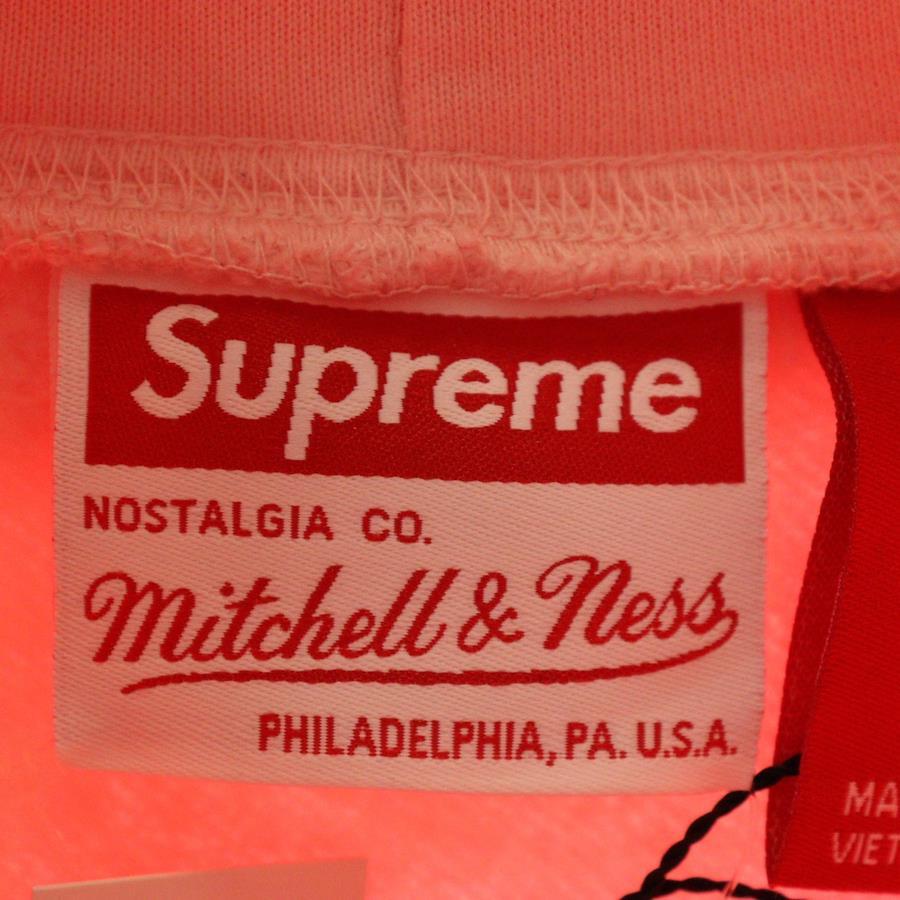 Supreme
NOSTALGIA CO.
Mitchell & Ness
PHILADELPHIA, PA. U.S.A.